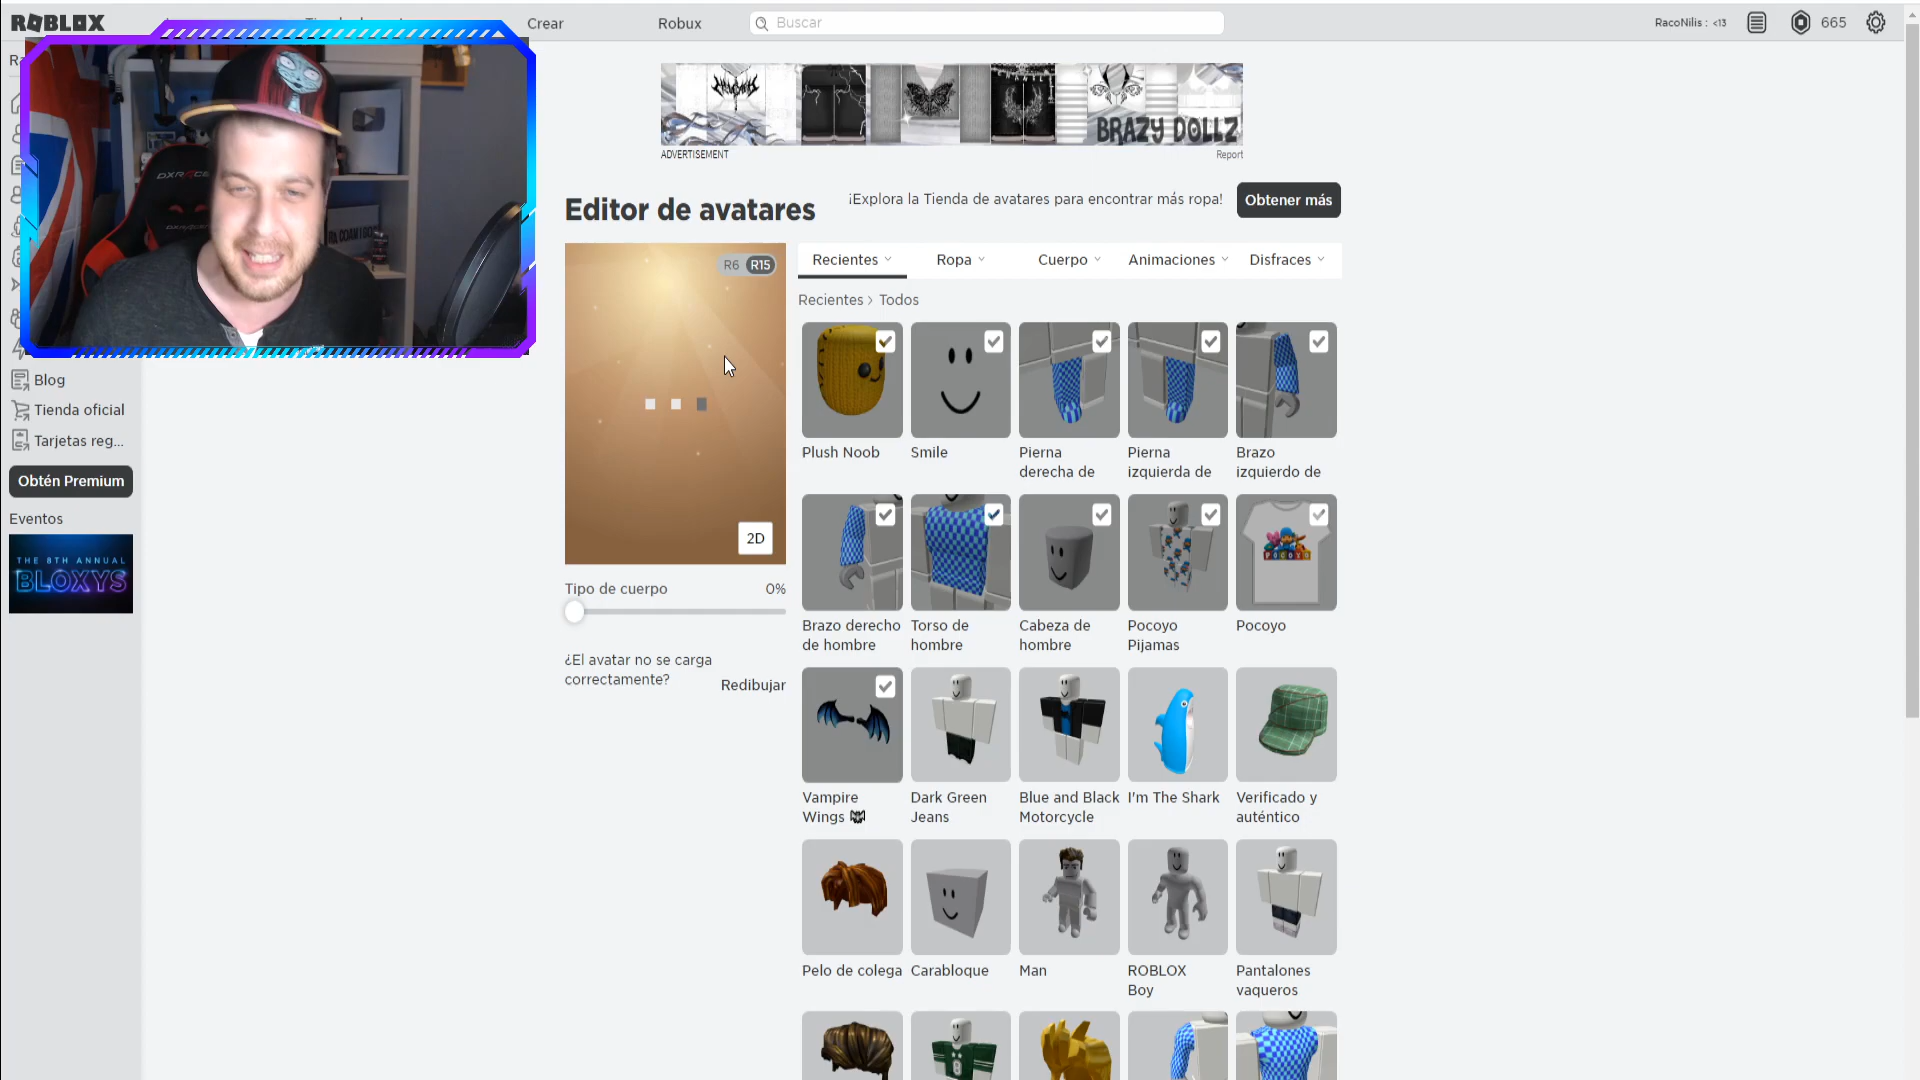 ROBLOX
Crear
Robux
Buscar
RacoNilis : <13
665
BRAZY DOLLZ
ADVERTISEMENT
Report
DXRACER
Editor de avatares
¡Explora la Tienda de avatares para encontrar más ropa!
Obtener más
R6
R15
Recientes
Ropa
Cuerpo
Animaciones
Disfraces
Recientes > Todos
Blog
Tienda oficial
Tarjetas reg...
Obtén Premium
Eventos
THE 8TH ANNUAL
BLOXYS
2D
Tipo de cuerpo
0%
¿El avatar no se carga
correctamente?
Redibujar
Plush Noob
Smile
Pierna
derecha de
Pierna
izquierda de
Brazo
izquierdo de
Brazo derecho
de hombre
Torso de
hombre
Cabeza de
hombre
Pocoyo
Pijamas
POCOYO
Pocoyo
Vampire
Wings
Dark Green
Jeans
Blue and Black
Motorcycle
I'm The Shark
Verificado y
auténtico
Pelo de colega
Carabloque
Man
ROBLOX
Boy
Pantalones
vaqueros